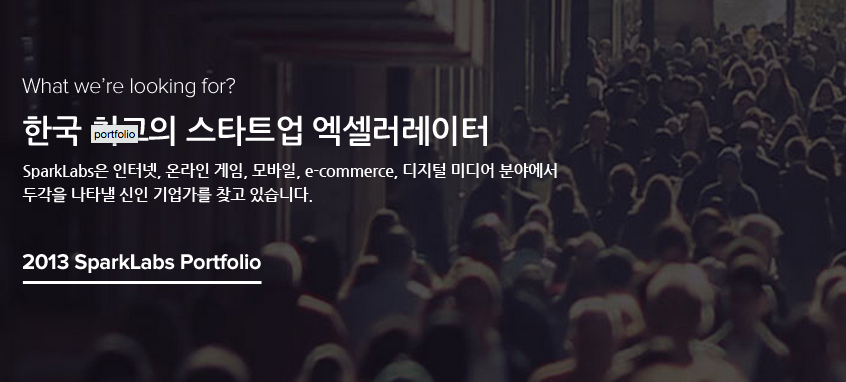 What we're looking for?
한국 최고의 스타트업 엑셀러레이터
portfolio
SparkLabs은 인터넷, 온라인 게임, 모바일, e-commerce, 디지털 미디어 분야에서
두각을 나타낼 신인 기업가를 찾고 있습니다.
2013 SparkLabs Portfolio